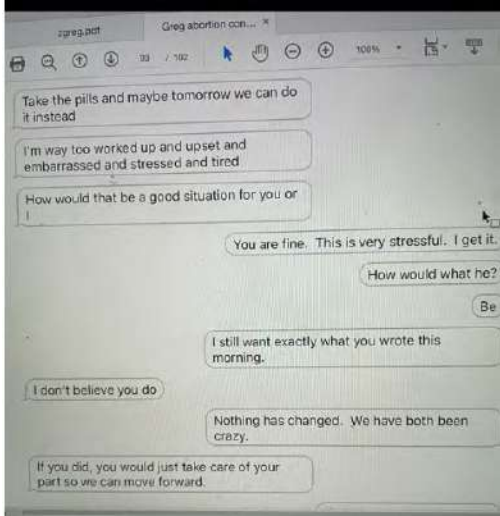 zgreg.pdf
Greg abortion con... ×
33 / 102
100%
Take the pills and maybe tomorrow we can do
it instead
I'm way too worked up and upset and
embarrassed and stressed and tired
How would that be a good situation for you or
I
You are fine. This is very stressful. I get it.
How would what he?
Be
I still want exactly what you wrote this
morning.
I don't believe you do
Nothing has changed. We have both been
crazy.
If you did, you would just take care of your
part so we can move forward.